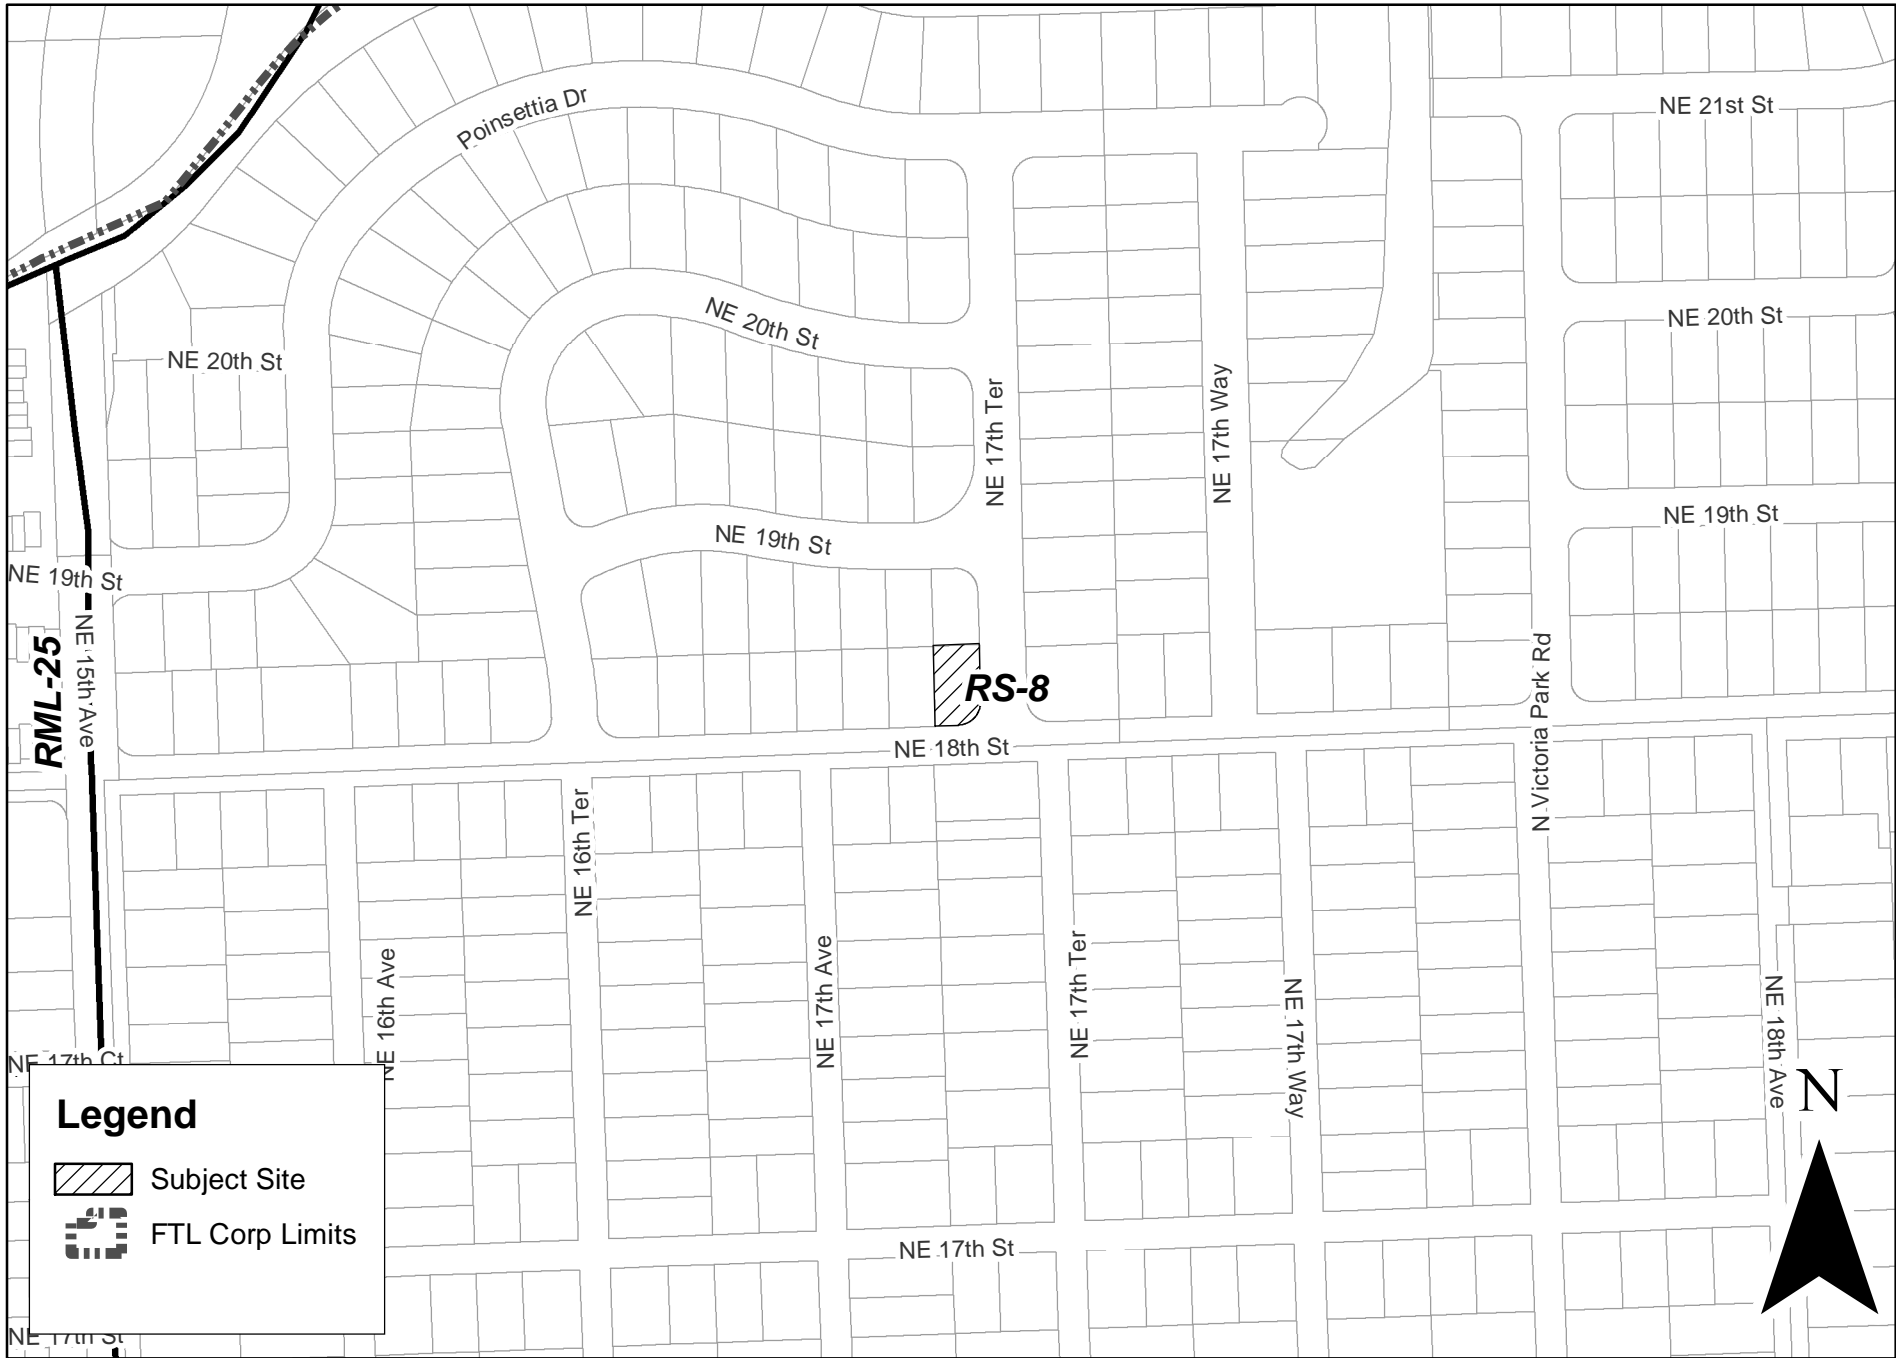 NE 21st St
Poinsettia Dr
NE 20th St
NE 20th St
NE 20th St
NE 17th Ter
NE 17th Way
NE 19th St
NE 19th St
NE 19th St
NE 15th Ave
RML-25
RS-8
N Victoria Park Rd
NE 18th St
NE 16th Ter
NE 16th Ave
NE 17th Ave
NE 17th Ter
NE 17th Way
NE 18th Ave
NE 17th Ct
N
Legend
Subject Site
FTL Corp Limits
NE 17th St
NE 17th St